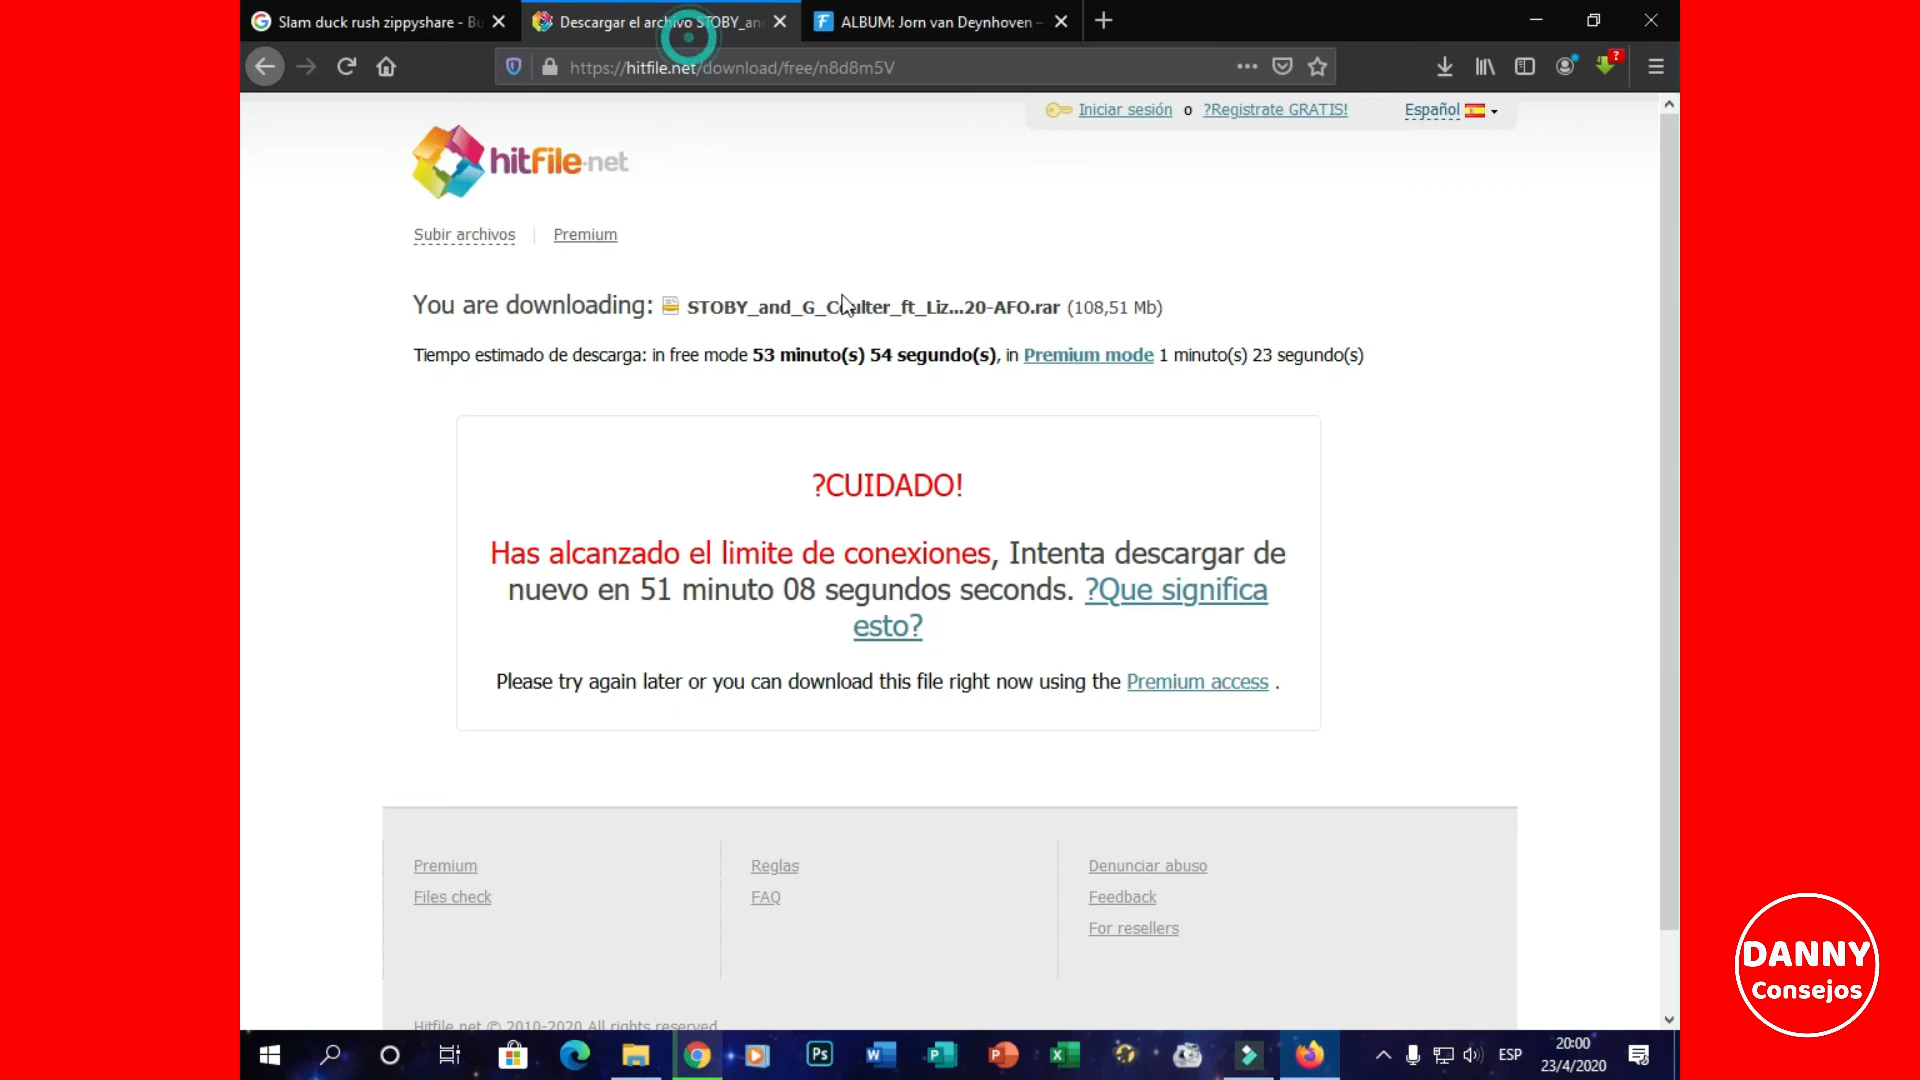 Slam duck rush zippyshare - Bu
Descargar el archivo STOBY_an
ALBUM: Jorn van Deynhoven –
https://hitfile.net/download/free/n8d8m5V
?
Iniciar sesión o ?Registrate GRATIS!
Español
hitfile.net
Subir archivos
Premium
You are downloading: STOBY_and_G_Coulter_ft_Liz...20-AFO.rar (108,51 Mb)
Tiempo estimado de descarga: in free mode 53 minuto(s) 54 segundo(s), in Premium mode 1 minuto(s) 23 segundo(s)
?CUIDADO!
Has alcanzado el limite de conexiones, Intenta descargar de
nuevo en 51 minuto 08 segundos seconds. ?Que significa
esto?
Please try again later or you can download this file right now using the Premium access .
Premium
Files check
Reglas
FAQ
Denunciar abuso
Feedback
For resellers
Hitfile.net © 2010-2020 All rights reserved
Ps
ESP
20:00
23/4/2020
DANNY
Consejos